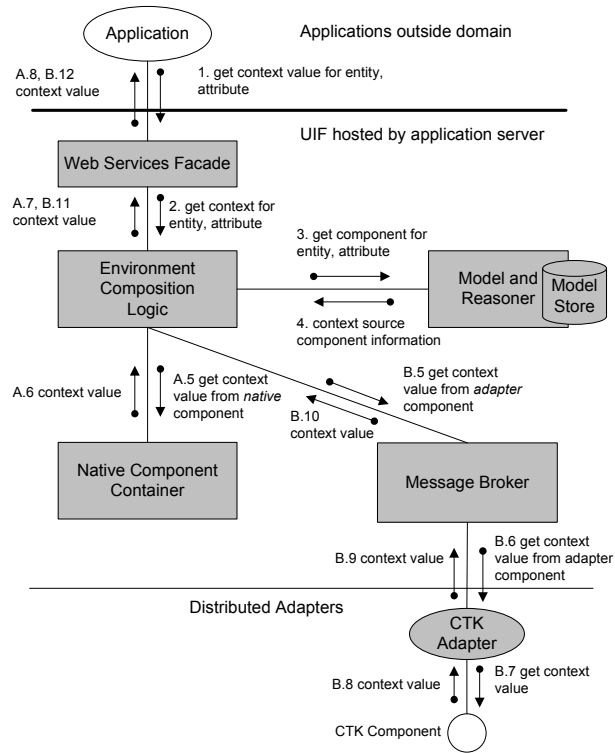 Application
Applications outside domain
A.8, B.12
context value
1. get context value for entity,
attribute
UIF hosted by application server
Web Services Facade
A.7, B.11
context value
2. get context for
entity, attribute
3. get component for
entity, attribute
Environment
Composition
Logic
Model and
Reasoner
Model
Store
4. context source
component information
A.6 context value
A.5 get context
value from native
component
B.5 get context
value from adapter
component
B.10
context value
Native Component
Container
Message Broker
B.9 context value
B.6 get context
value from adapter
component
Distributed Adapters
CTK
Adapter
B.8 context value
B.7 get context
value
CTK Component